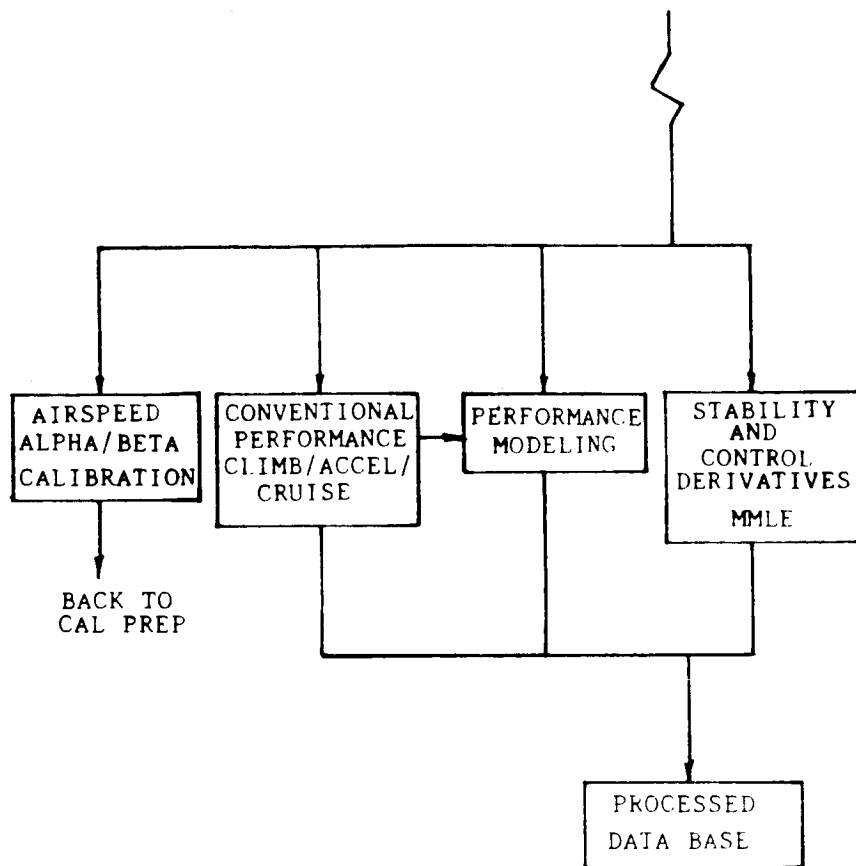 AIRSPEED
ALPHA/BETA
CALIBRATION
CONVENTIONAL
PERFORMANCE
CLIMB/ACCEL/
CRUISE
PERFORMANCE
MODELING
STABILITY
AND
CONTROL
DERIVATIVES
MMLE
BACK TO
CAL PREP
PROCESSED
DATA BASE